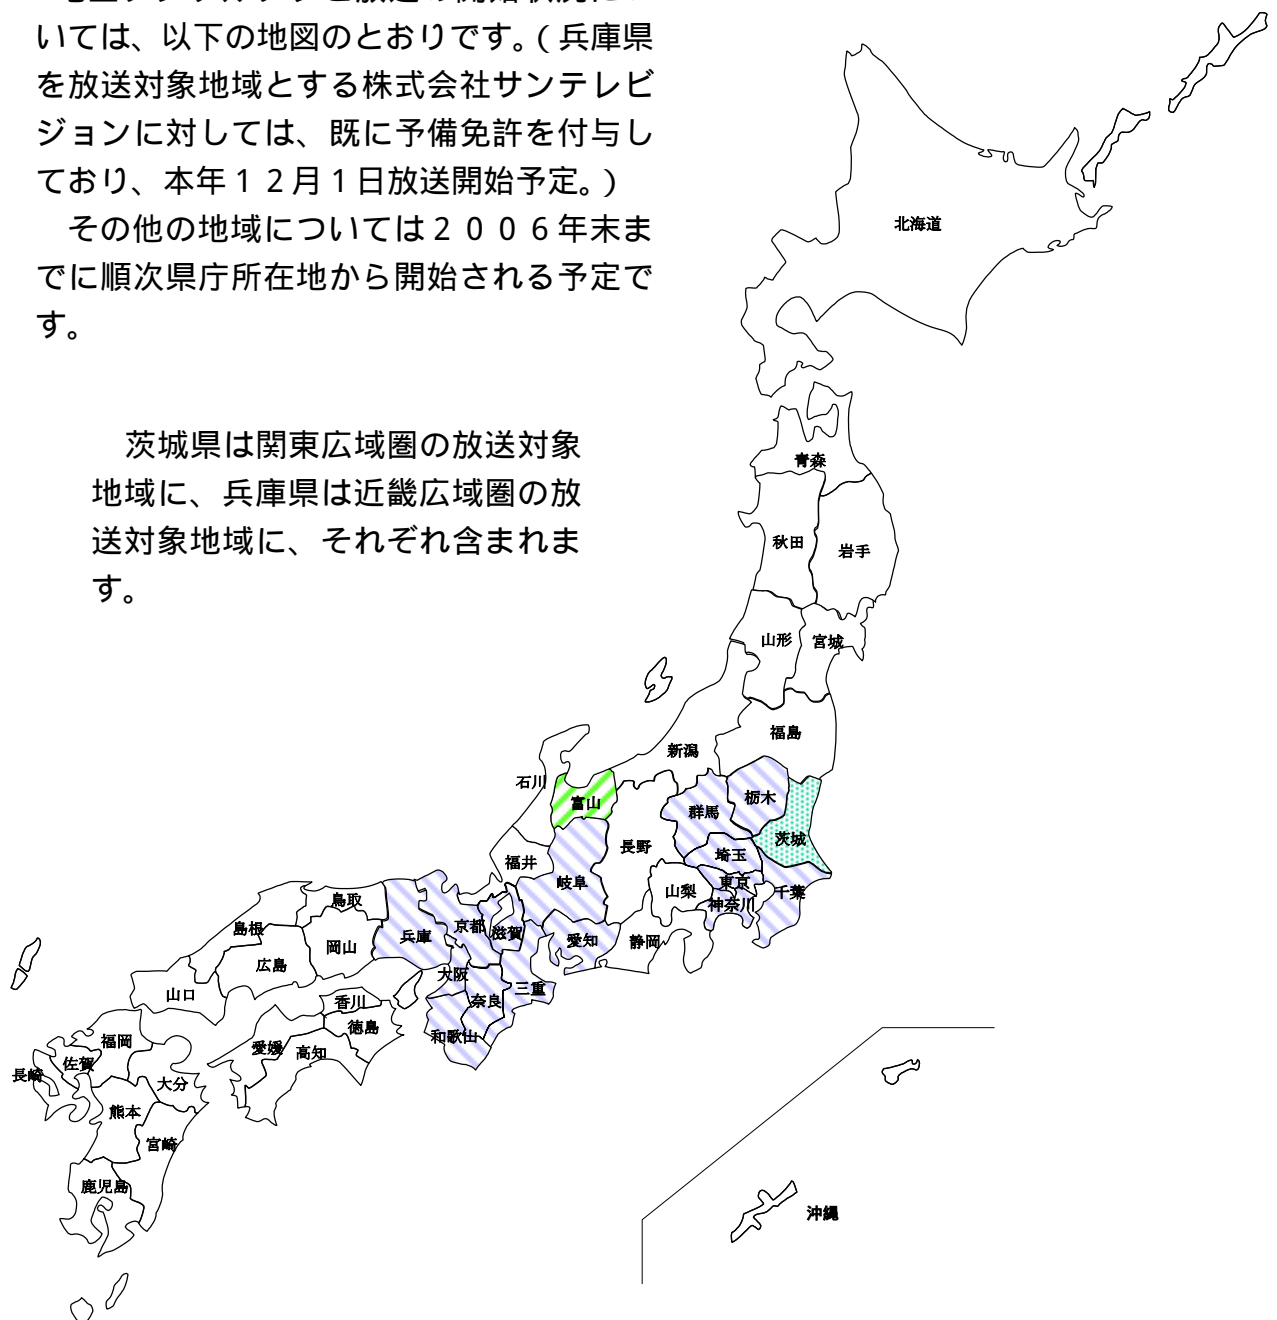 いては、以下の地図のとおりです。(兵庫県
を放送対象地域とする株式会社サンテレビ
ジョンに対しては、既に予備免許を付与し
ており、本年12月1日放送開始予定。)
その他の地域については2006年末ま
でに順次県庁所在地から開始される予定で
す。
茨城県は関東広域圏の放送対象
地域に、兵庫県は近畿広域圏の放
送対象地域に、それぞれ含まれま
す。
北海道
青森
秋田
岩手
山形
宮城
福島
新潟
石川
富山
群馬
栃木
茨城
長野
埼玉
福井
岐阜
山梨
東京
千葉
神奈川
鳥取
島根
岡山
兵庫
京都
滋賀
愛知
静岡
広島
大阪
三重
山口
香川
奈良
徳島
和歌山
福岡
愛媛
高知
佐賀
長崎
大分
熊本
宮崎
鹿児島
沖縄